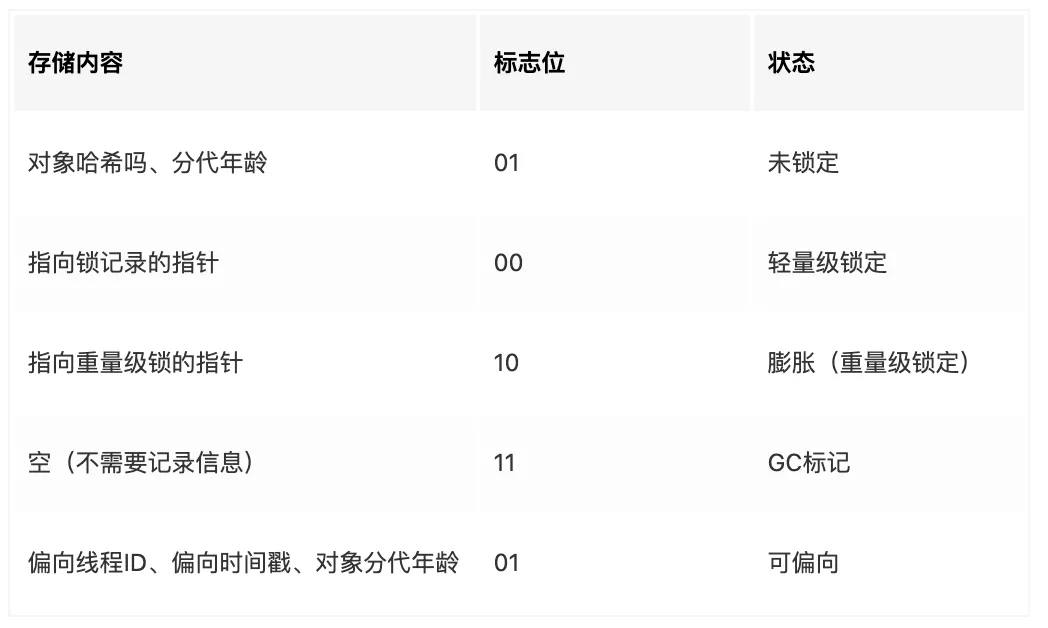 存储内容 标志位 状态
对象哈希吗、分代年龄 01 未锁定
指向锁记录的指针 00 轻量级锁定
指向重量级锁的指针 10 膨胀（重量级锁定）
空（不需要记录信息） 11 GC标记
偏向线程ID、偏向时间戳、对象分代年龄 01 可偏向